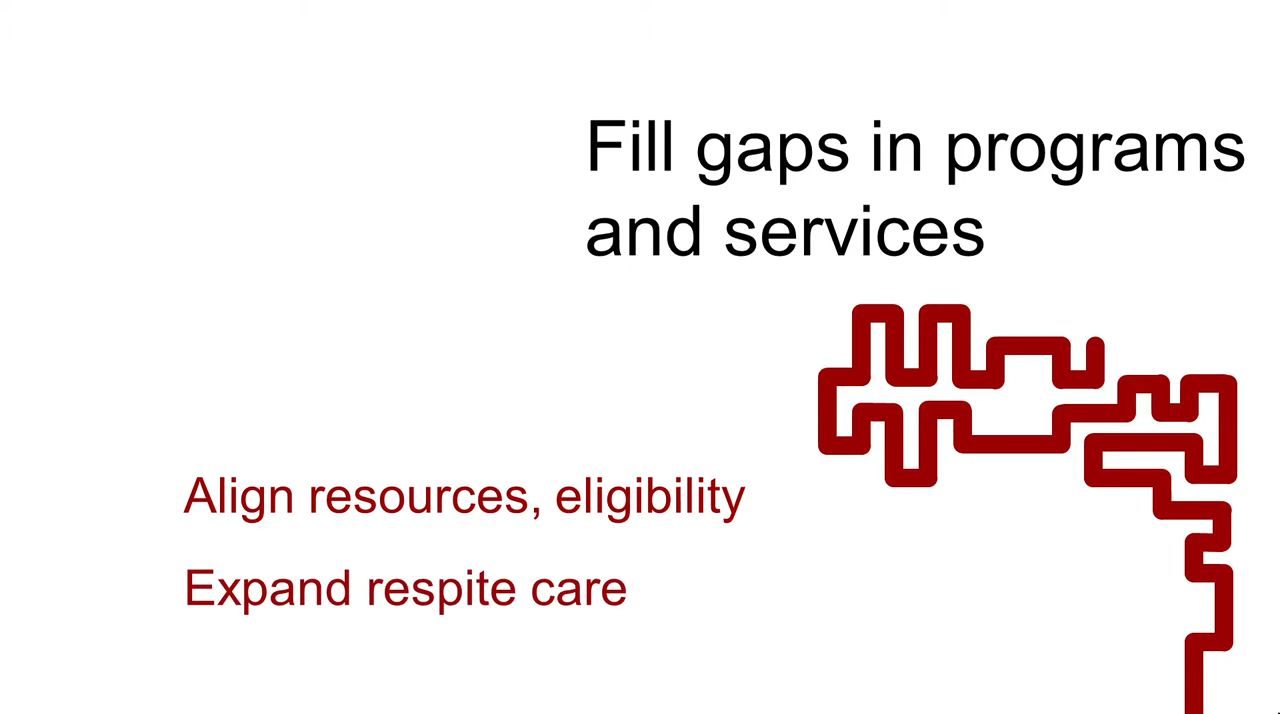 Fill gaps in programs
and services
Align resources, eligibility
Expand respite care